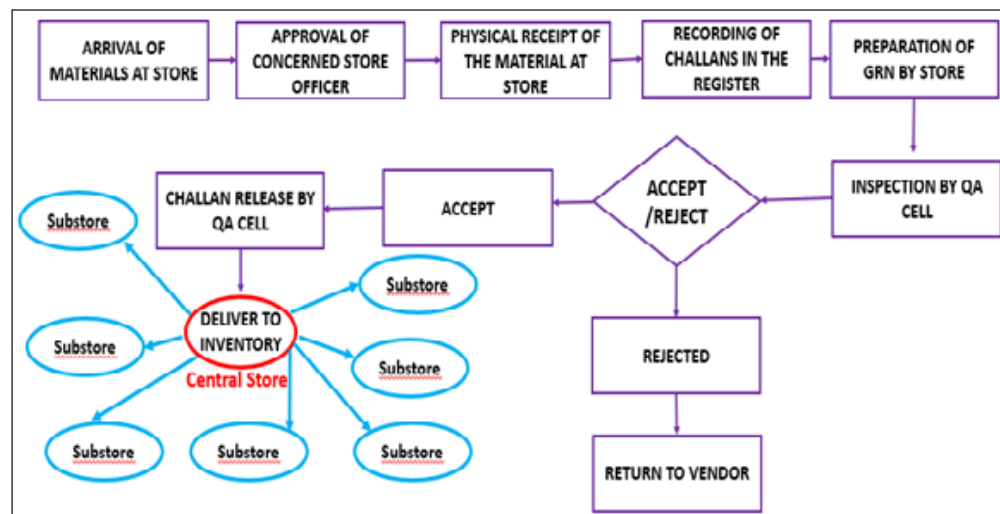 ARRIVAL OF
MATERIALS AT STORE
APPROVAL OF
CONCERNED STORE
OFFICER
PHYSICAL RECEIPT OF
THE MATERIAL AT
STORE
RECORDING OF
CHALLANS IN THE
REGISTER
PREPARATION OF
GRN BY STORE
INSPECTION BY QA
CELL
ACCEPT
/REJECT
ACCEPT
CHALLAN RELEASE BY
QA CELL
DELIVER TO
INVENTORY
Central Store
Substore
Substore
Substore
Substore
Substore
Substore
Substore
REJECTED
RETURN TO
VENDOR